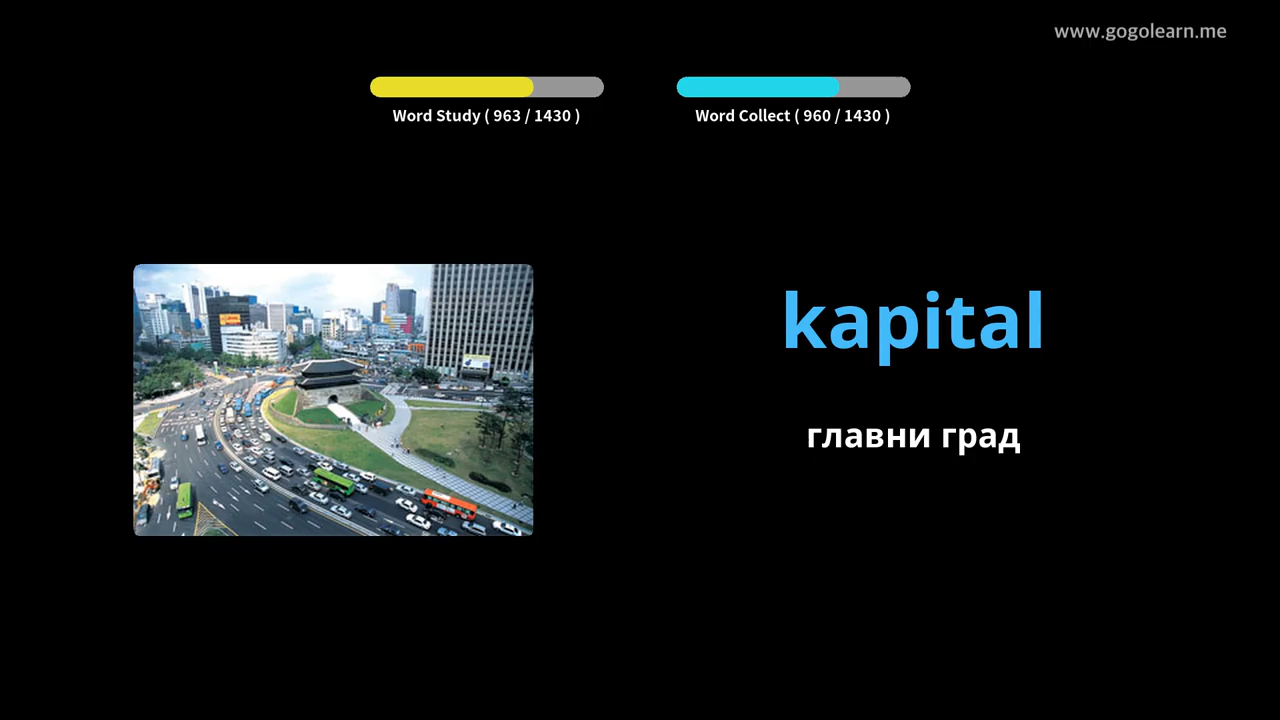 www.gogolearn.me
Word Study ( 963 / 1430 )
Word Collect ( 960 / 1430 )
kapital
главни град